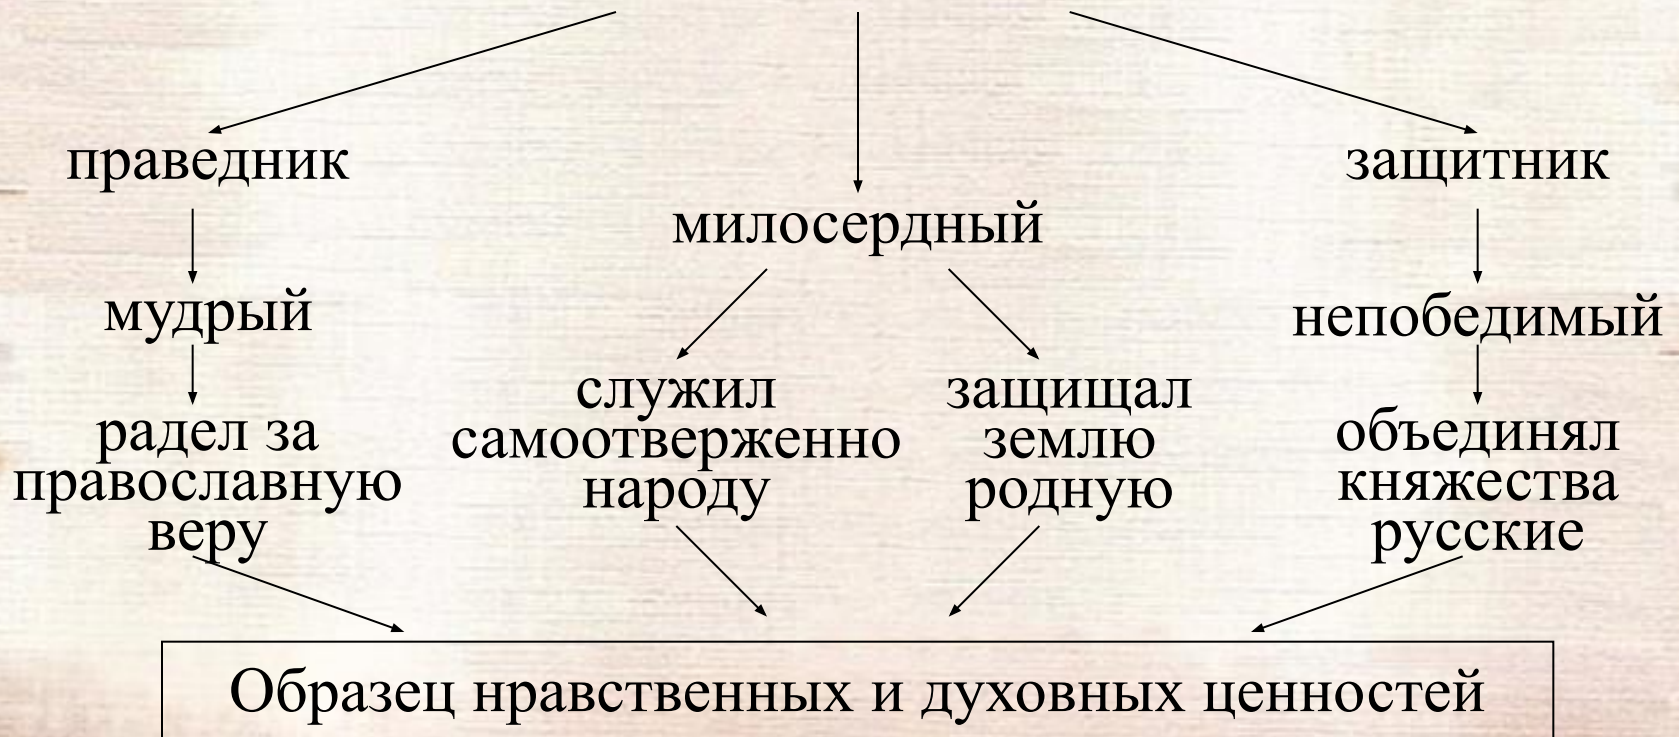 праведник
мудрый
радел за
православную
веру
милосердный
служил
самоотверженно
народу
защищал
землю
родную
защитник
непобедимый
объединял
княжества
русские
Образец нравственных и духовных ценностей